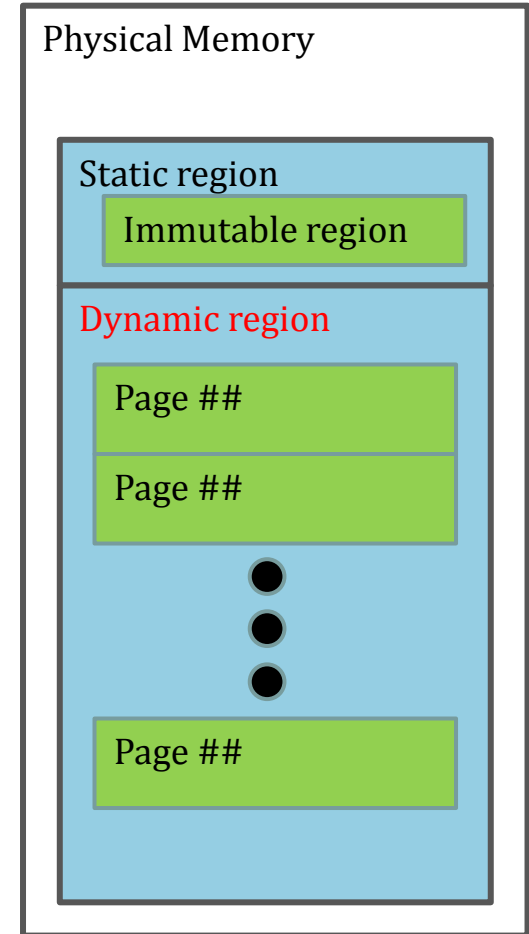 Physical Memory
Static region
Immutable region
Dynamic region
Page ##
Page ##
Page ##